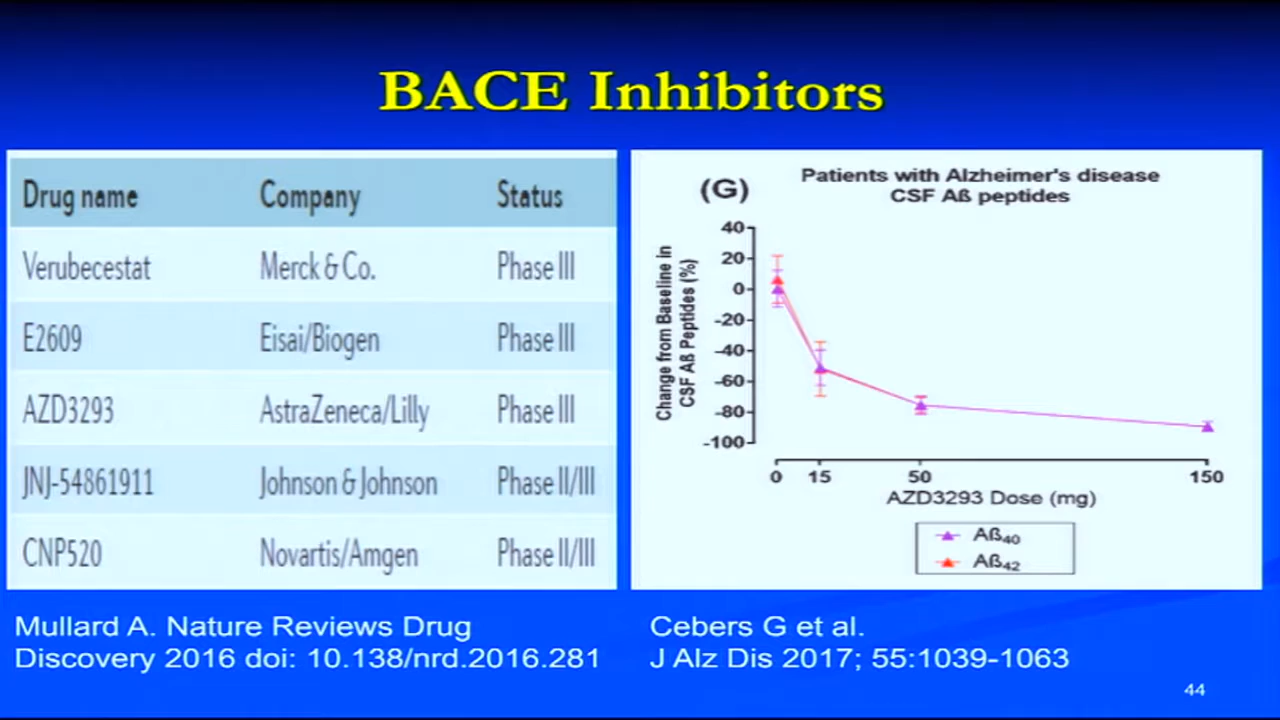 BACE Inhibitors
Drug name Company Status
Verubecestat Merck & Co. Phase III
E2609 Eisai/Biogen Phase III
AZD3293 AstraZeneca/Lilly Phase III
JNJ-54861911 Johnson & Johnson Phase II/III
CNP520 Novartis/Amgen Phase II/III
Mullard A. Nature Reviews Drug
Discovery 2016 doi: 10.138/nrd.2016.281
(G)
Patients with Alzheimer's disease
CSF Aß peptides
Change from Baseline in
CSF Aß Peptides (%)
40
20
0
-20
-40
-60
-80
-100
0 15 50 150
AZD3293 Dose (mg)
Aß40
Aß42
Cebers G et al.
J Alz Dis 2017; 55:1039-1063
44